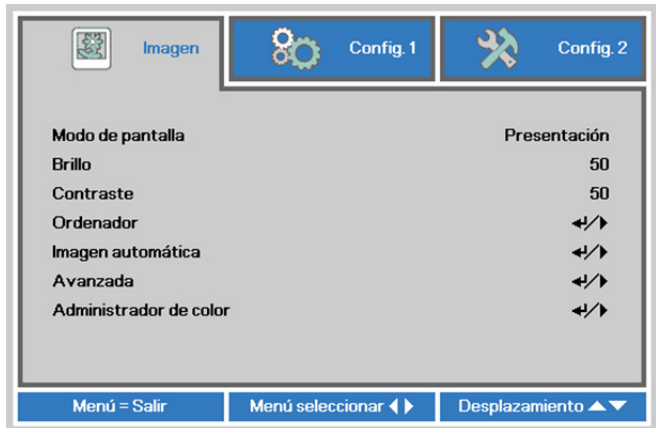 Imagen Config. 1 Config. 2
Modo de pantalla Presentación
Brillo 50
Contraste 50
Ordenador ↵/▶
Imagen automática ↵/▶
Avanzada ↵/▶
Administrador de color ↵/▶
Menú = Salir Menú seleccionar ◀▶ Desplazamiento ▲▼